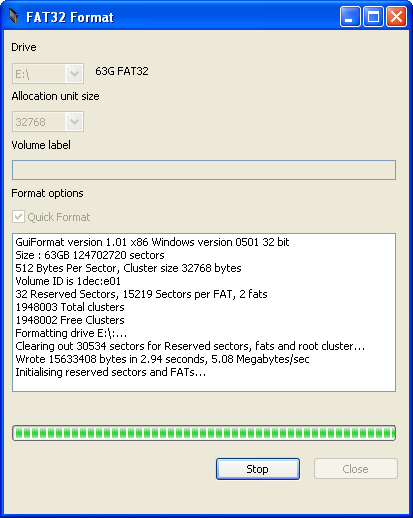 FAT32 Format
Drive
E:\ 63G FAT32
Allocation unit size
32768
Volume label
Format options
Quick Format
GuiFormat version 1.01 x86 Windows version 0501 32 bit
Size : 63GB 124702720 sectors
512 Bytes Per Sector, Cluster size 32768 bytes
Volume ID is 1dec:e01
32 Reserved Sectors, 15219 Sectors per FAT, 2 fats
1948003 Total clusters
1948002 Free Clusters
Formatting drive E:\:...
Clearing out 30534 sectors for Reserved sectors, fats and root cluster...
Wrote 15633408 bytes in 2.94 seconds, 5.08 Megabytes/sec
Initialising reserved sectors and FATs...
Stop Close